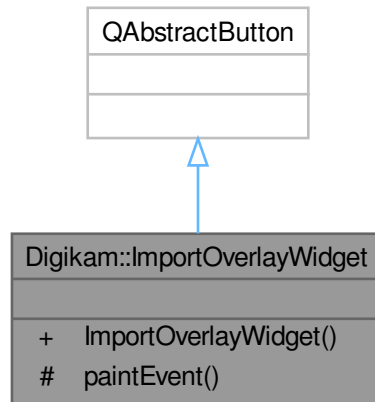 QAbstractButton
Digikam::ImportOverlayWidget
+ ImportOverlayWidget()
# paintEvent()